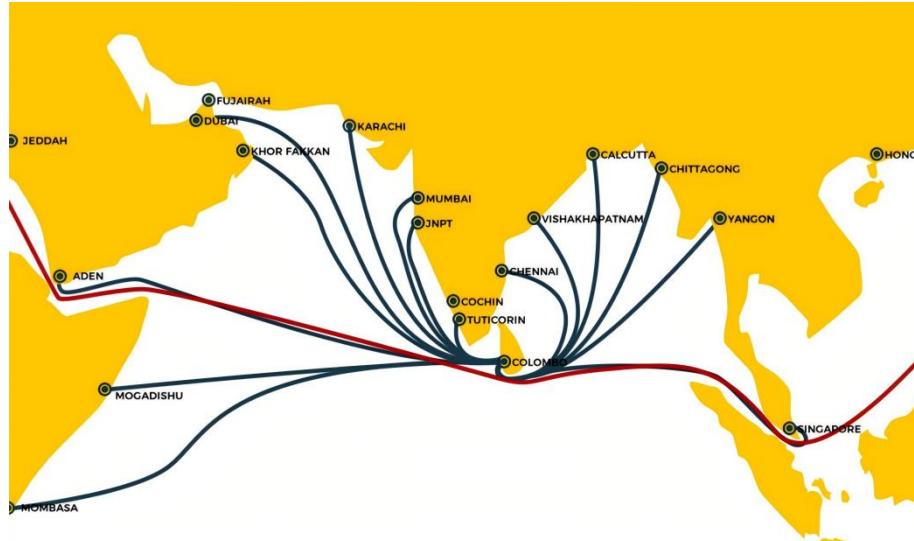 FUJAIRAH
DUBAI
KARACHI
JEDDAH
KHOR FAKKAN
CALCUTTA
HONG
CHITTAGONG
MUMBAI
JNPT
VISHAKHAPATNAM
YANGON
ADEN
CHENNAI
COCHIN
TUTICORIN
COLOMBO
MOGADISHU
SINGAPORE
MOMBASA